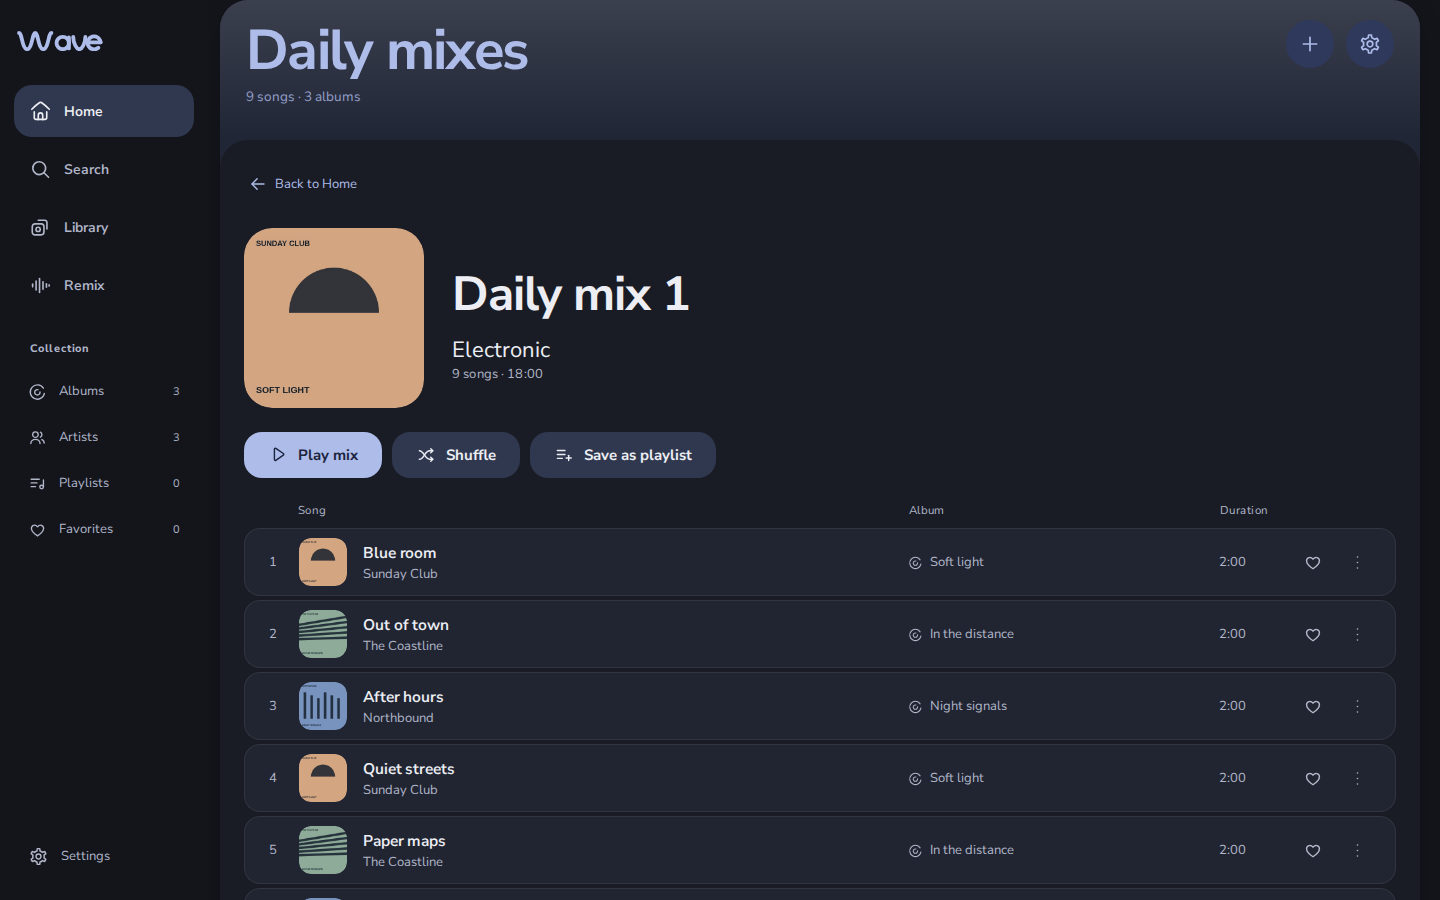 Wave
Home
Search
Library
Remix
Collection
Albums 3
Artists 3
Playlists 0
Favorites 0
Settings
Daily mixes
9 songs · 3 albums
Back to Home
SUNDAY CLUB
SOFT LIGHT
Daily mix 1
Electronic
9 songs · 18:00
Play mix
Shuffle
Save as playlist
Song Album Duration
1 Blue room Soft light 2:00
Sunday Club
2 Out of town In the distance 2:00
The Coastline
3 After hours Night signals 2:00
Northbound
4 Quiet streets Soft light 2:00
Sunday Club
5 Paper maps In the distance 2:00
The Coastline